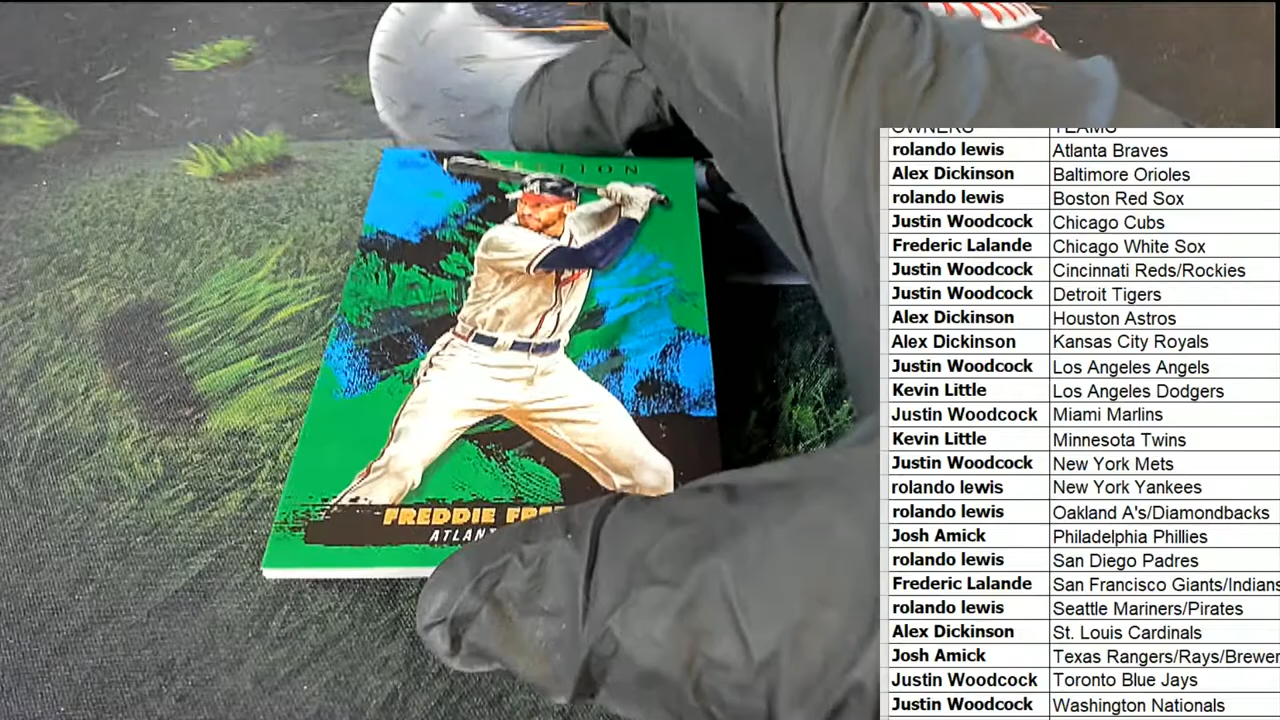 OWNERS TEAMS
rolando lewis Atlanta Braves
Alex Dickinson Baltimore Orioles
rolando lewis Boston Red Sox
Justin Woodcock Chicago Cubs
Frederic Lalande Chicago White Sox
Justin Woodcock Cincinnati Reds/Rockies
Justin Woodcock Detroit Tigers
Alex Dickinson Houston Astros
Alex Dickinson Kansas City Royals
Justin Woodcock Los Angeles Angels
Kevin Little Los Angeles Dodgers
Justin Woodcock Miami Marlins
Kevin Little Minnesota Twins
Justin Woodcock New York Mets
rolando lewis New York Yankees
rolando lewis Oakland A's/Diamondbacks
Josh Amick Philadelphia Phillies
rolando lewis San Diego Padres
Frederic Lalande San Francisco Giants/Indians
rolando lewis Seattle Mariners/Pirates
Alex Dickinson St. Louis Cardinals
Josh Amick Texas Rangers/Rays/Brewer
Justin Woodcock Toronto Blue Jays
Justin Woodcock Washington Nationals
FREDDIE FRE
ATLANT